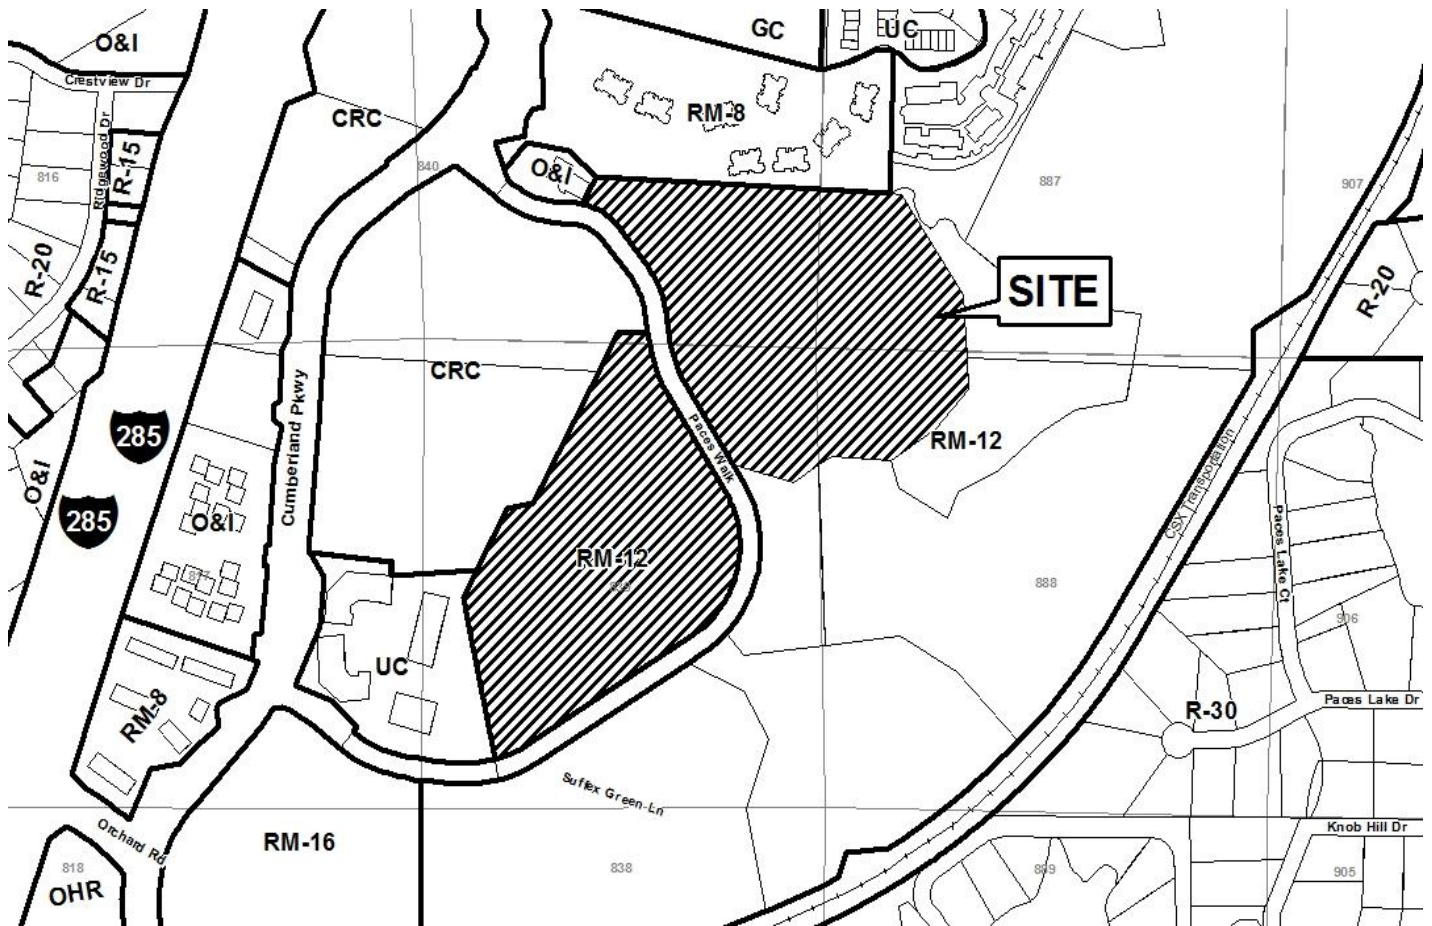 O&I
GC
UC
Crestview Dr
CRC
RM-8
Ridgewood Dr
R-15
840
O&I
816
887
907
R-20
R-15
SITE
R-20
CRC
Cumberland Pkwy
285
Paces Walk
RM-12
CSX Transportation
O&I
285
O&I
Paces Lake Ct
RM-12
817
839
888
906
UC
RM-8
R-30
Paces Lake Dr
Suffex Green Ln
Orchard Rd
RM-16
Knob Hill Dr
818
838
889
905
OHR